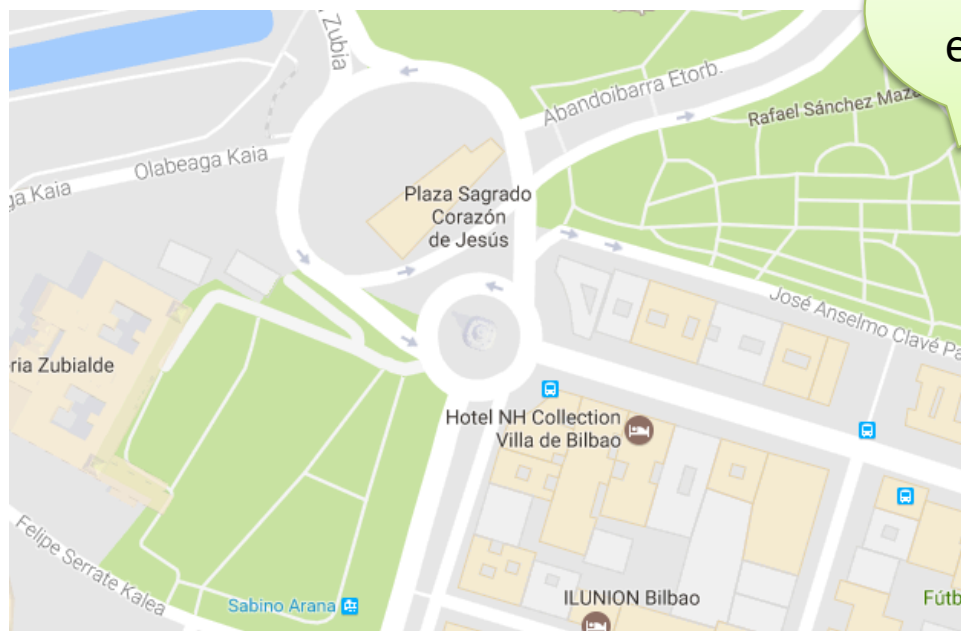 Zubia
e
Abandoibarra Etorb.
Rafael Sánchez Maza
Olabeaga Kaia
ga Kaia
Plaza Sagrado
Corazón
de Jesús
José Anselmo Clavé Pa
ria Zubialde
Hotel NH Collection
Villa de Bilbao
Felipe Serrate Kalea
Sabino Arana
ILUNION Bilbao
Fútb